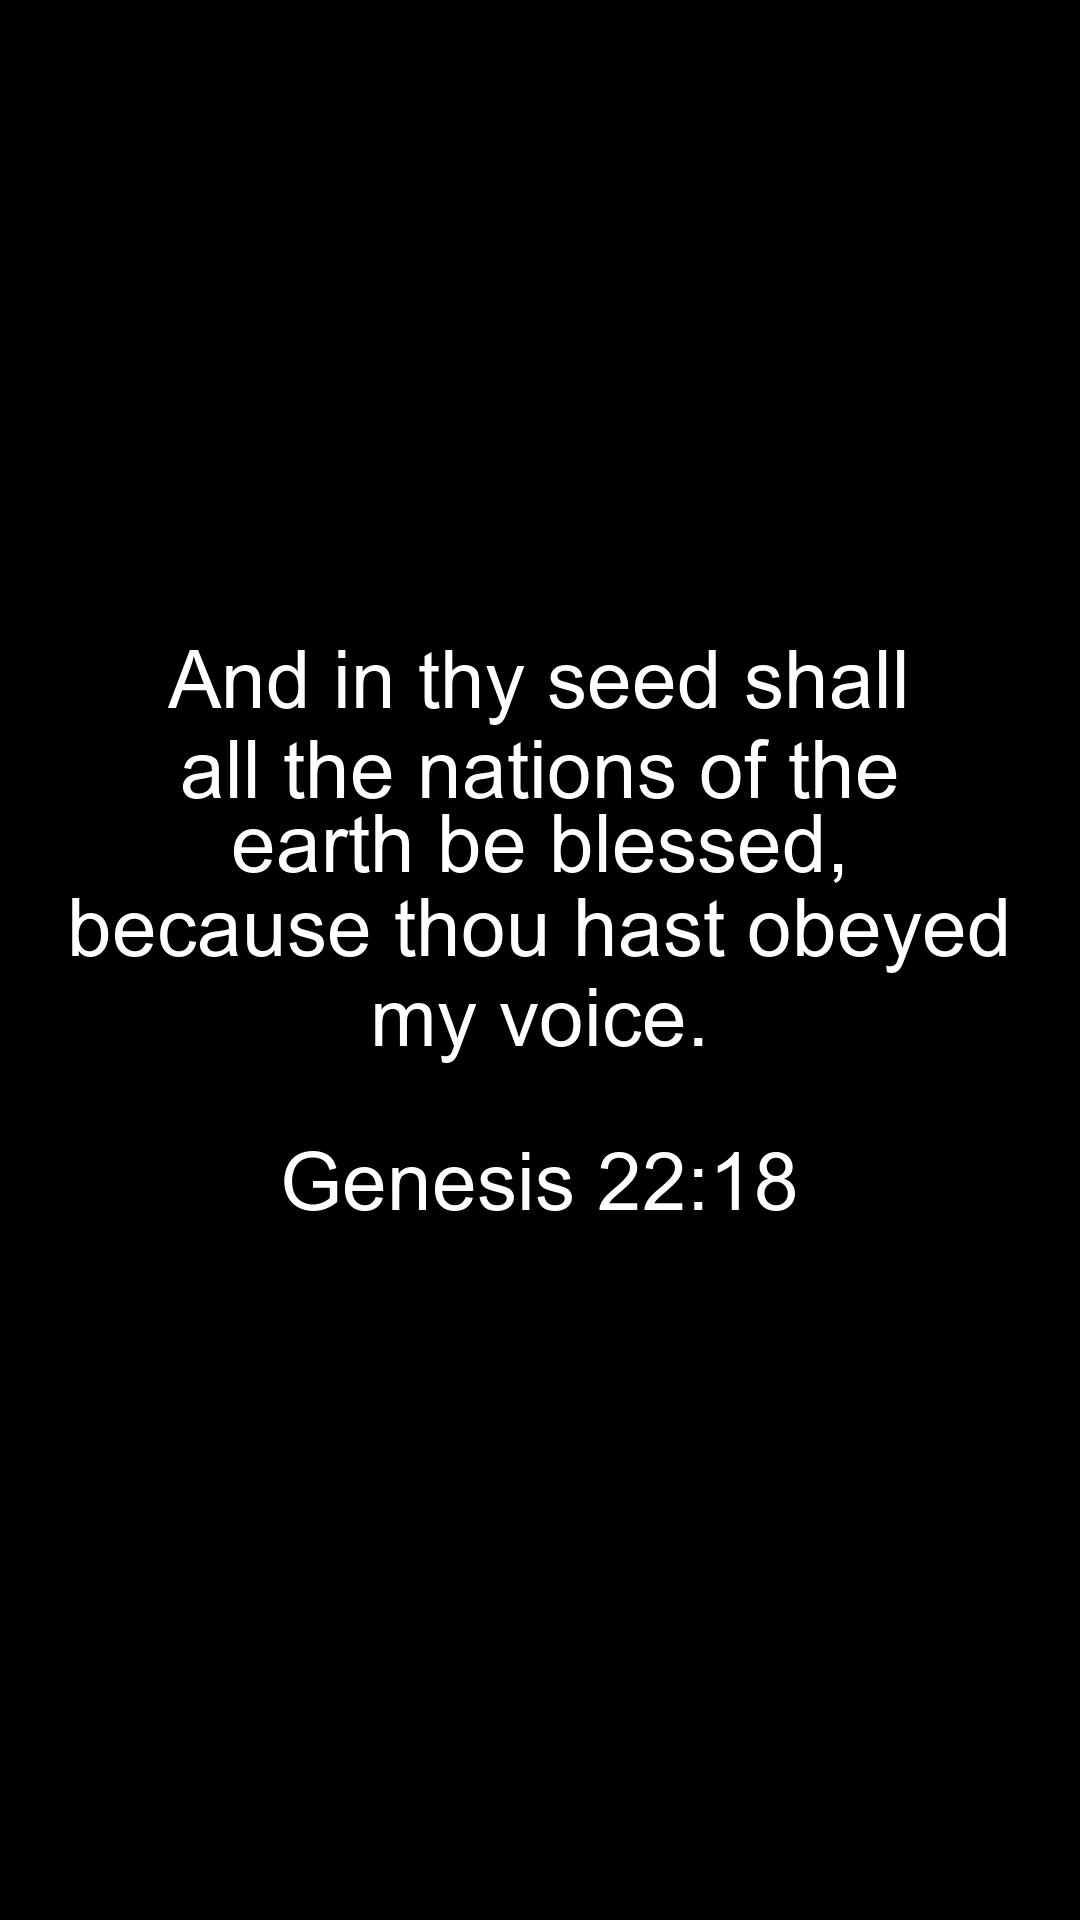 And in thy seed shall
all the nations of the
earth be blessed,
because thou hast obeyed
my voice.
Genesis 22:18